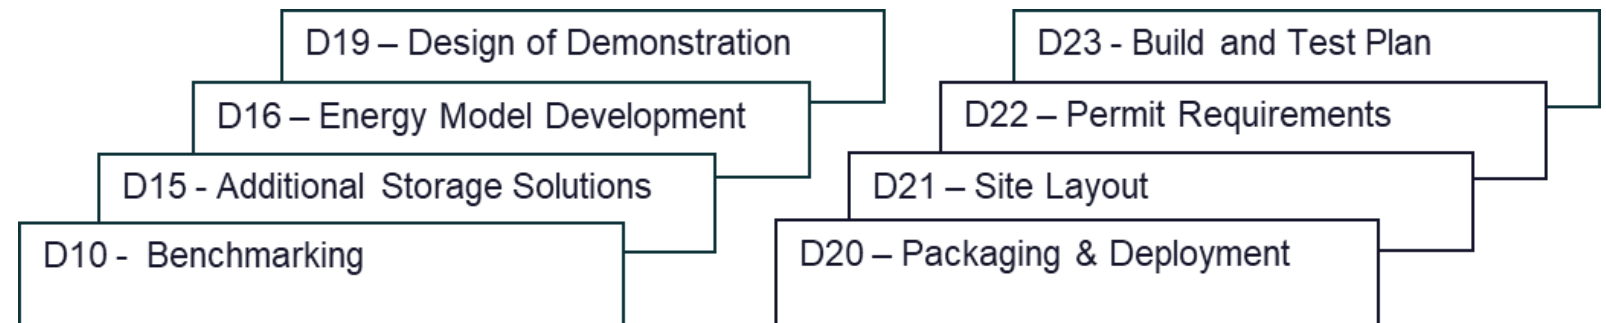 D19 – Design of Demonstration
D16 – Energy Model Development
D15 - Additional Storage Solutions
D10 - Benchmarking
D23 - Build and Test Plan
D22 – Permit Requirements
D21 – Site Layout
D20 – Packaging & Deployment